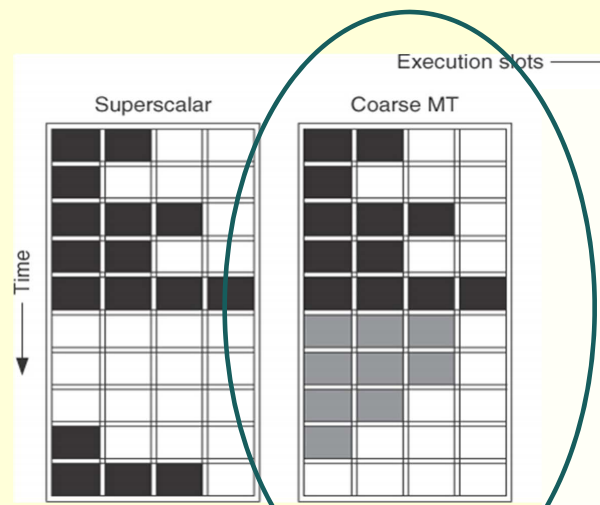 Execution slots
Superscalar
Coarse MT
Time